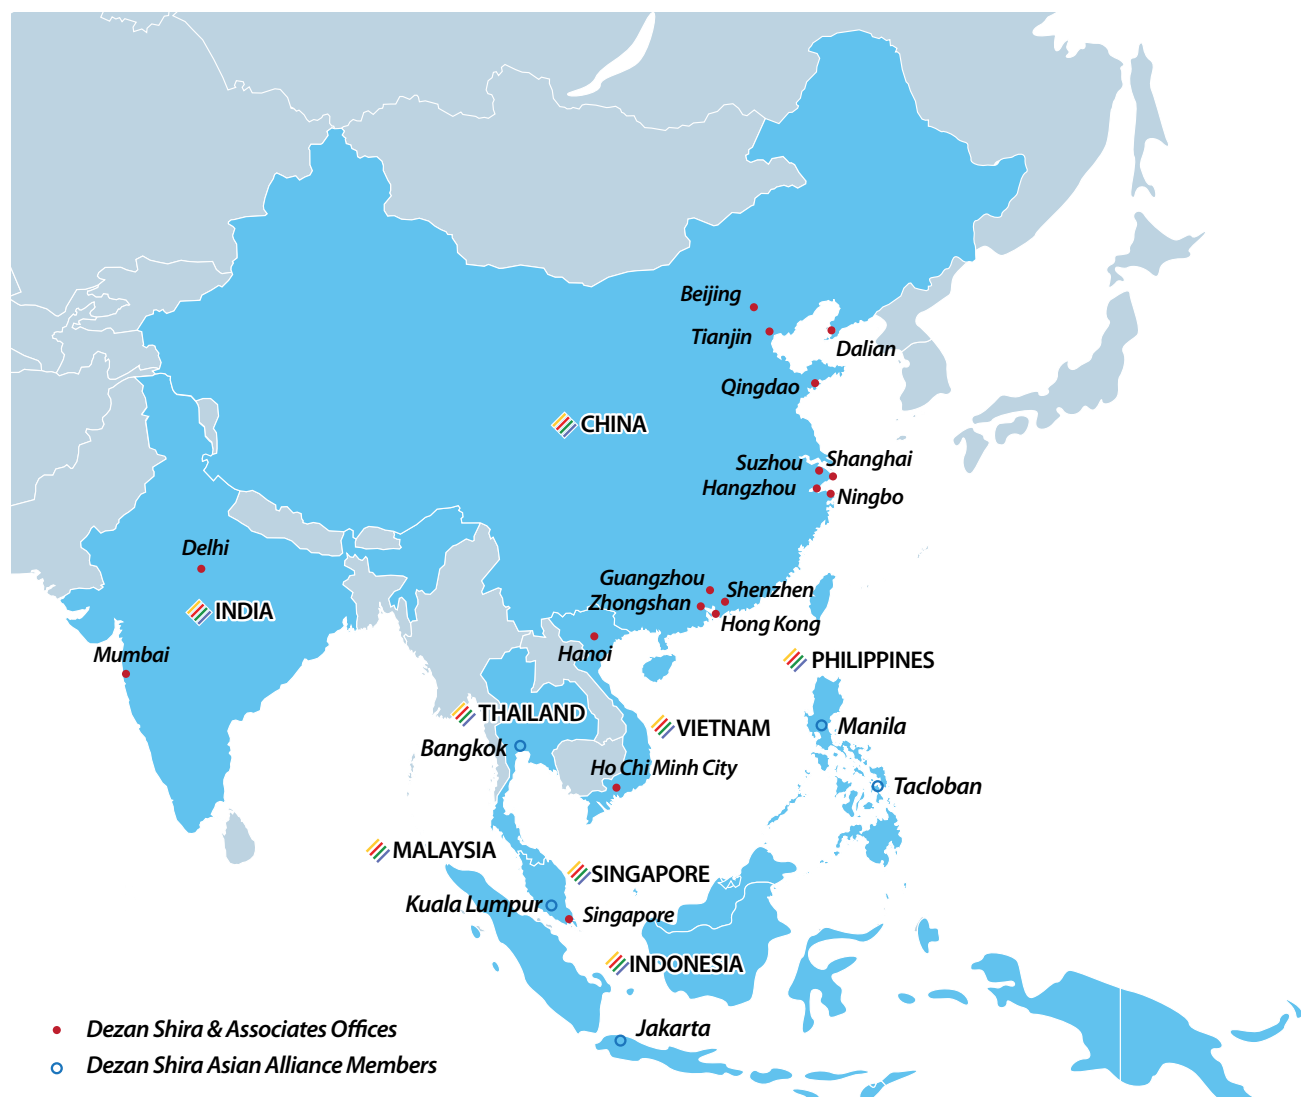 Beijing
Tianjin
Dalian
Qingdao
CHINA
Suzhou
Shanghai
Hangzhou
Ningbo
Delhi
Guangzhou
Shenzhen
Zhongshan
INDIA
Hong Kong
Mumbai
Hanoi
PHILIPPINES
THAILAND
VIETNAM
Manila
Bangkok
Ho Chi Minh City
Tacloban
MALAYSIA
SINGAPORE
Kuala Lumpur
Singapore
INDONESIA
Jakarta
Dezan Shira & Associates Offices
Dezan Shira Asian Alliance Members